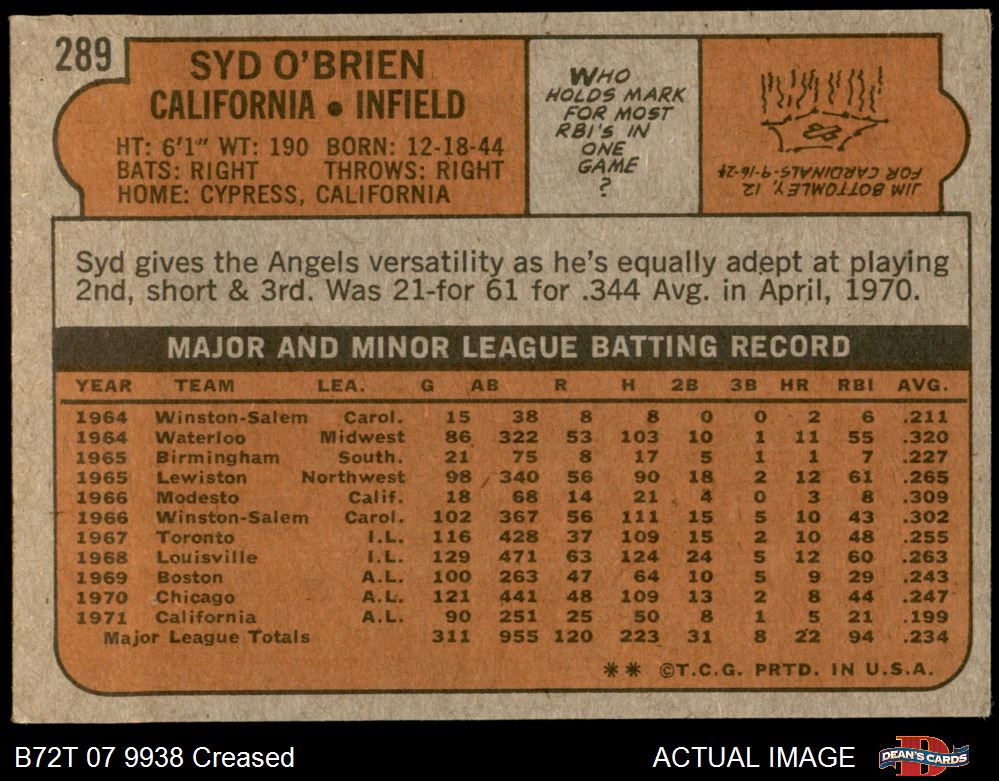 289
SYD O'BRIEN
CALIFORNIA • INFIELD
HT: 6'1" WT: 190 BORN: 12-18-44
BATS: RIGHT THROWS: RIGHT
HOME: CYPRESS, CALIFORNIA
WHO
HOLDS MARK
FOR MOST
RBI'S IN
ONE
GAME
?
JIM BOTTOMLEY, 12
FOR CARDINALS-9-16-24
Syd gives the Angels versatility as he's equally adept at playing
2nd, short & 3rd. Was 21-for 61 for .344 Avg. in April, 1970.
MAJOR AND MINOR LEAGUE BATTING RECORD
YEAR TEAM LEA. G AB R H 2B 3B HR RBI AVG.
1964 Winston-Salem Carol. 15 38 8 8 0 0 2 6 .211
1964 Waterloo Midwest 86 322 53 103 10 1 11 55 .320
1965 Birmingham South. 21 75 8 17 5 1 1 7 .227
1965 Lewiston Northwest 98 340 56 90 18 2 12 61 .265
1966 Modesto Calif. 18 68 14 21 4 0 3 8 .309
1966 Winston-Salem Carol. 102 367 56 111 15 5 10 43 .302
1967 Toronto I.L. 116 428 37 109 15 2 10 48 .255
1968 Louisville I.L. 129 471 63 124 24 5 12 60 .263
1969 Boston A.L. 100 263 47 64 10 5 9 29 .243
1970 Chicago A.L. 121 441 48 109 13 2 8 44 .247
1971 California A.L. 90 251 25 50 8 1 5 21 .199
Major League Totals 311 955 120 223 31 8 22 94 .234
** ©T.C.G. PRTD. IN U.S.A.
B72T 07 9938 Creased
ACTUAL IMAGE
DEAN'S CARDS